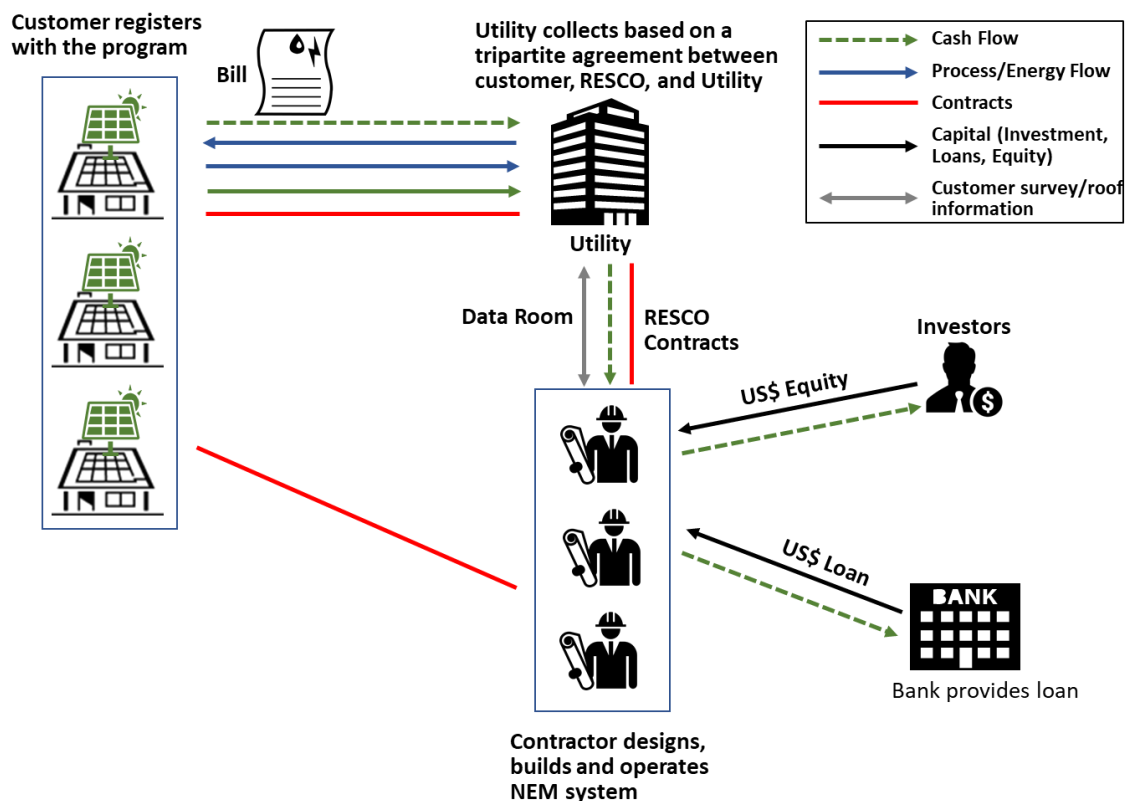 Customer registers
with the program
Bill
Utility collects based on a
tripartite agreement between
customer, RESCO, and Utility
Cash Flow
Process/Energy Flow
Contracts
Capital (Investment,
Loans, Equity)
Customer survey/roof
information
Utility
Data Room
RESCO
Contracts
Investors
US$ Equity
$
US$ Loan
BANK
Bank provides loan
Contractor designs,
builds and operates
NEM system